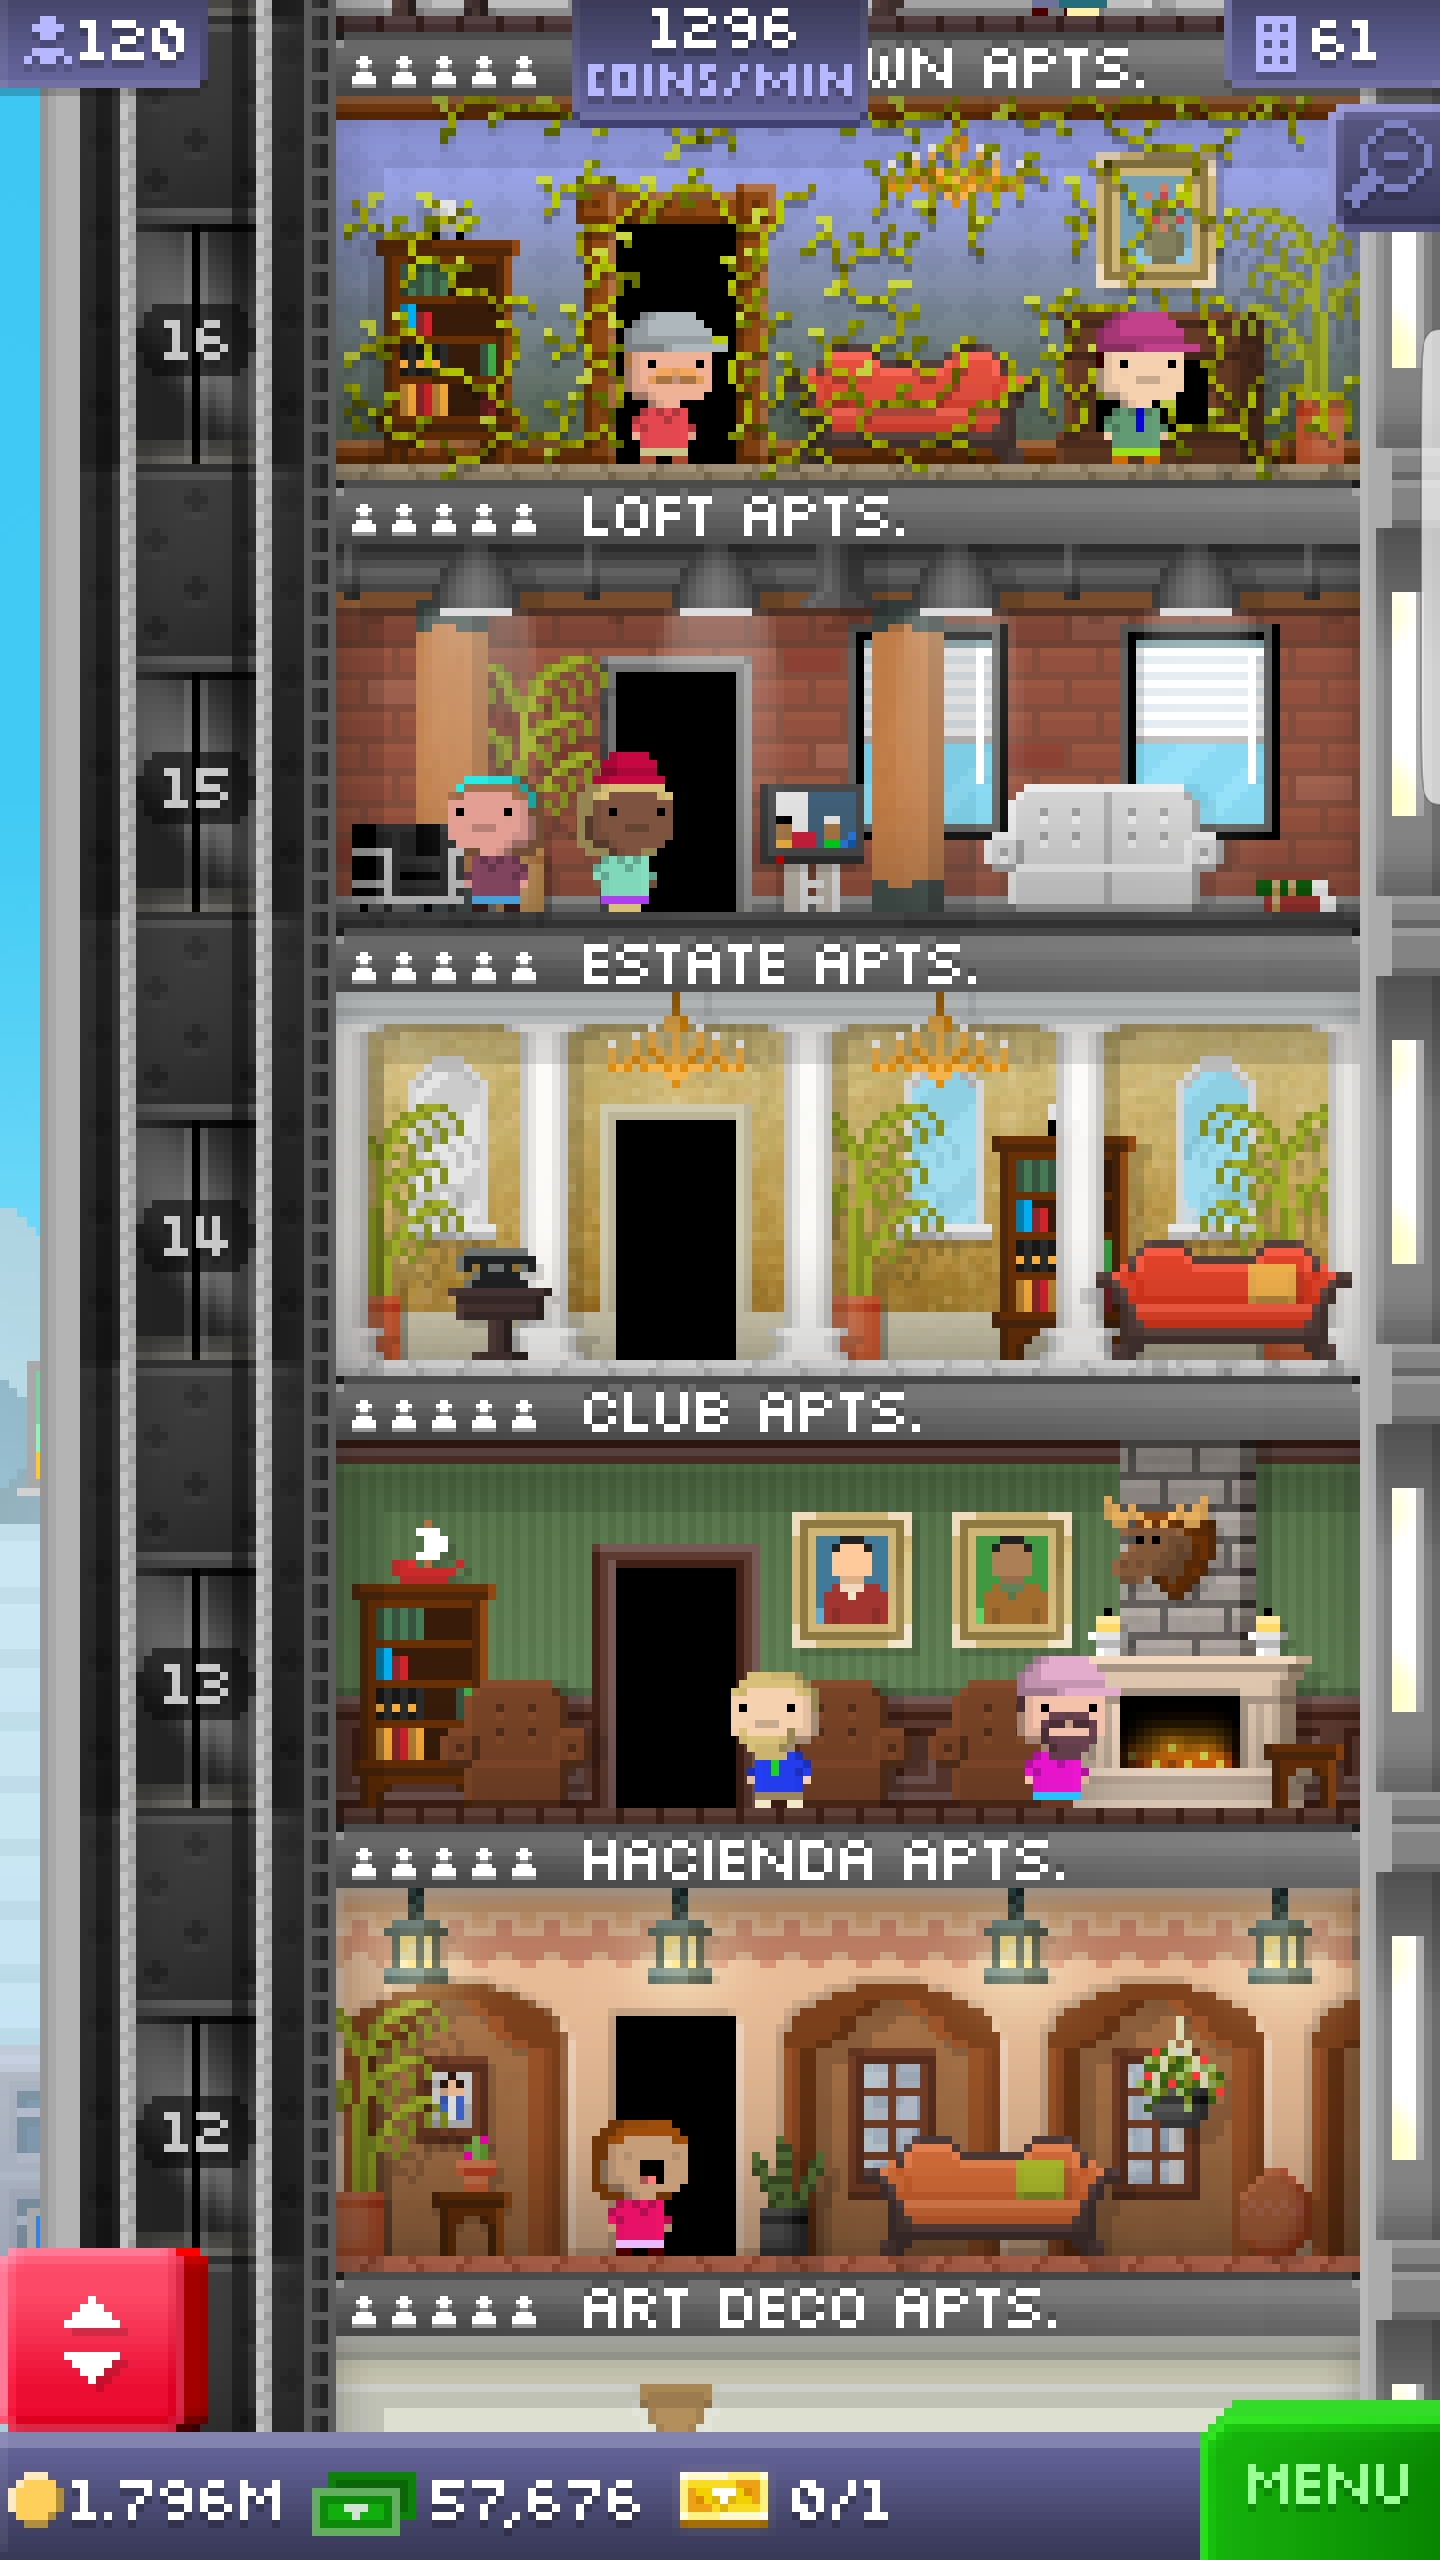 120
1296
COINS/MIN
61
WN APTS.
16
LOFT APTS.
15
ESTATE APTS.
14
CLUB APTS.
13
HACIENDA APTS.
12
ART DECO APTS.
1.796M
57,676
0/1
MENU